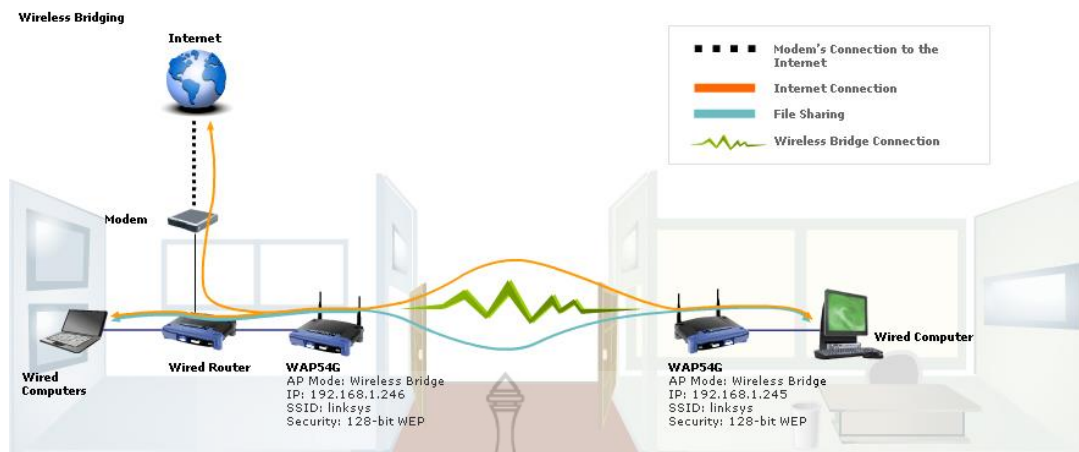 Wireless Bridging
Internet
Modem's Connection to the
Internet
Internet Connection
File Sharing
Wireless Bridge Connection
Modem
Wired
Computers
Wired Router
WAP54G
AP Mode: Wireless Bridge
IP: 192.168.1.246
SSID: linksys
Security: 128-bit WEP
WAP54G
AP Mode: Wireless Bridge
IP: 192.168.1.245
SSID: linksys
Security: 128-bit WEP
Wired Computer